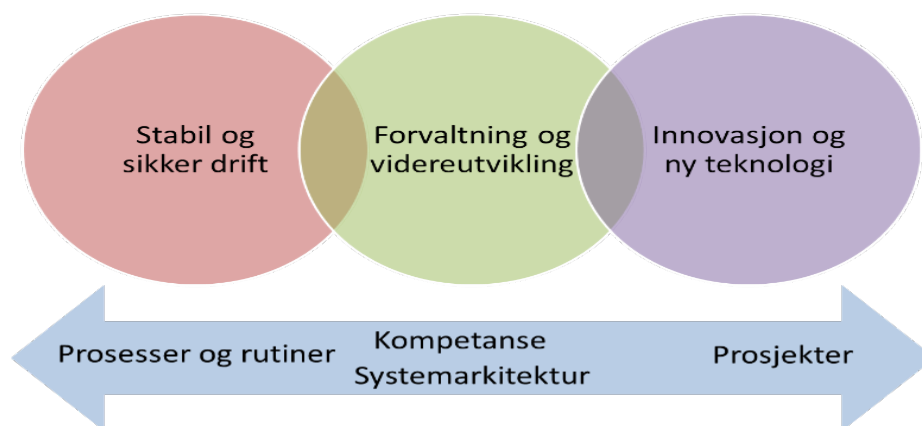 Stabil og
sikker drift
Forvaltning og
videreutvikling
Innovasjon og
ny teknologi
Prosesser og rutiner
Kompetanse
Systemarkitektur
Prosjekter